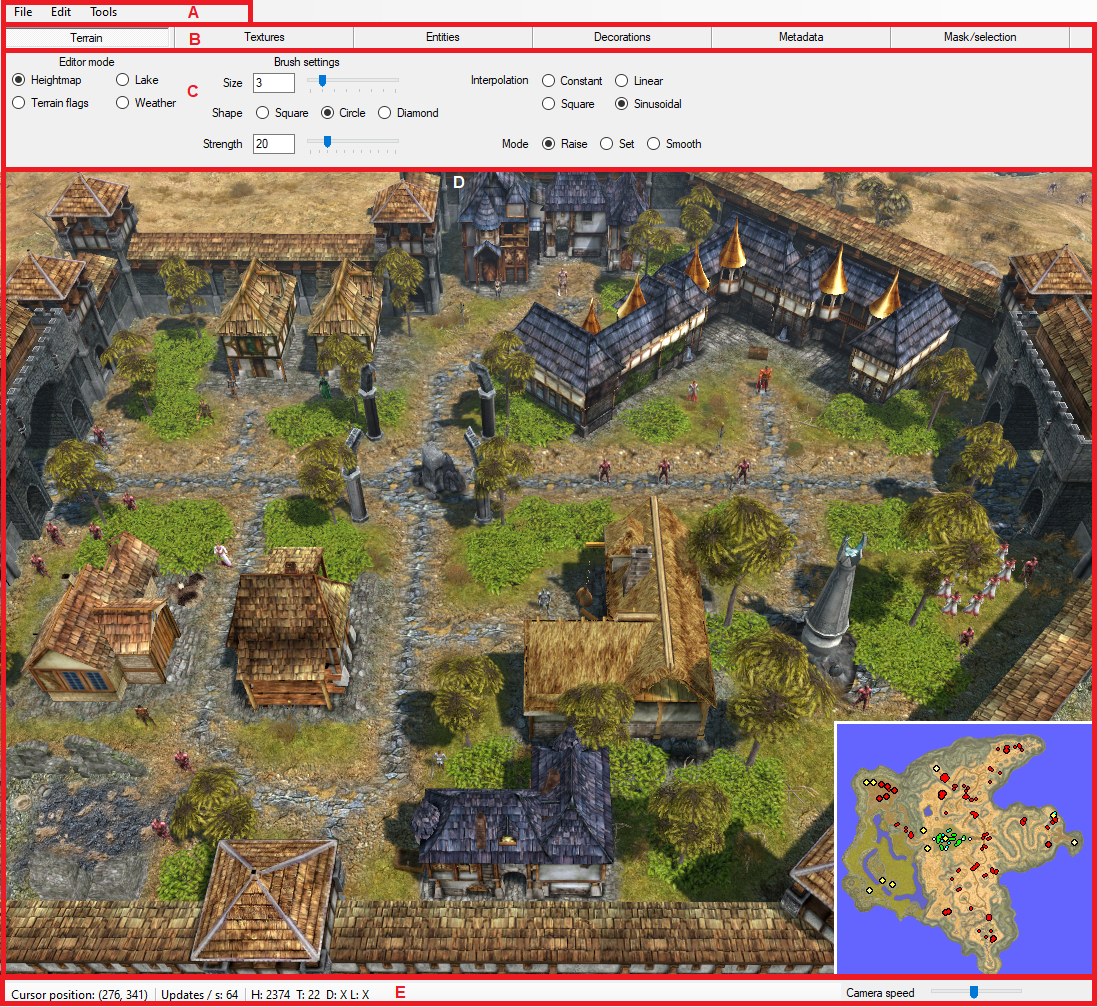 File Edit Tools A
Terrain B Textures Entities Decorations Metadata Mask/selection
Editor mode Brush settings
Heightmap Lake C Size 3 Interpolation Constant Linear
Terrain flags Weather Square Sinusoidal
Shape Square Circle Diamond
Strength 20 Mode Raise Set Smooth
D
Cursor position: (276, 341) Updates / s: 64 H: 2374 T: 22 D: X L: X E Camera speed